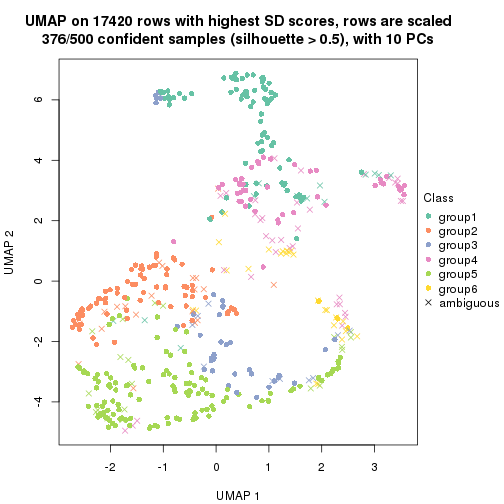 UMAP on 17420 rows with highest SD scores, rows are scaled
376/500 confident samples (silhouette > 0.5), with 10 PCs
6
4
2
0
-2
-4
UMAP 2
-2 -1 0 1 2 3
UMAP 1
Class
group1
group2
group3
group4
group5
group6
ambiguous